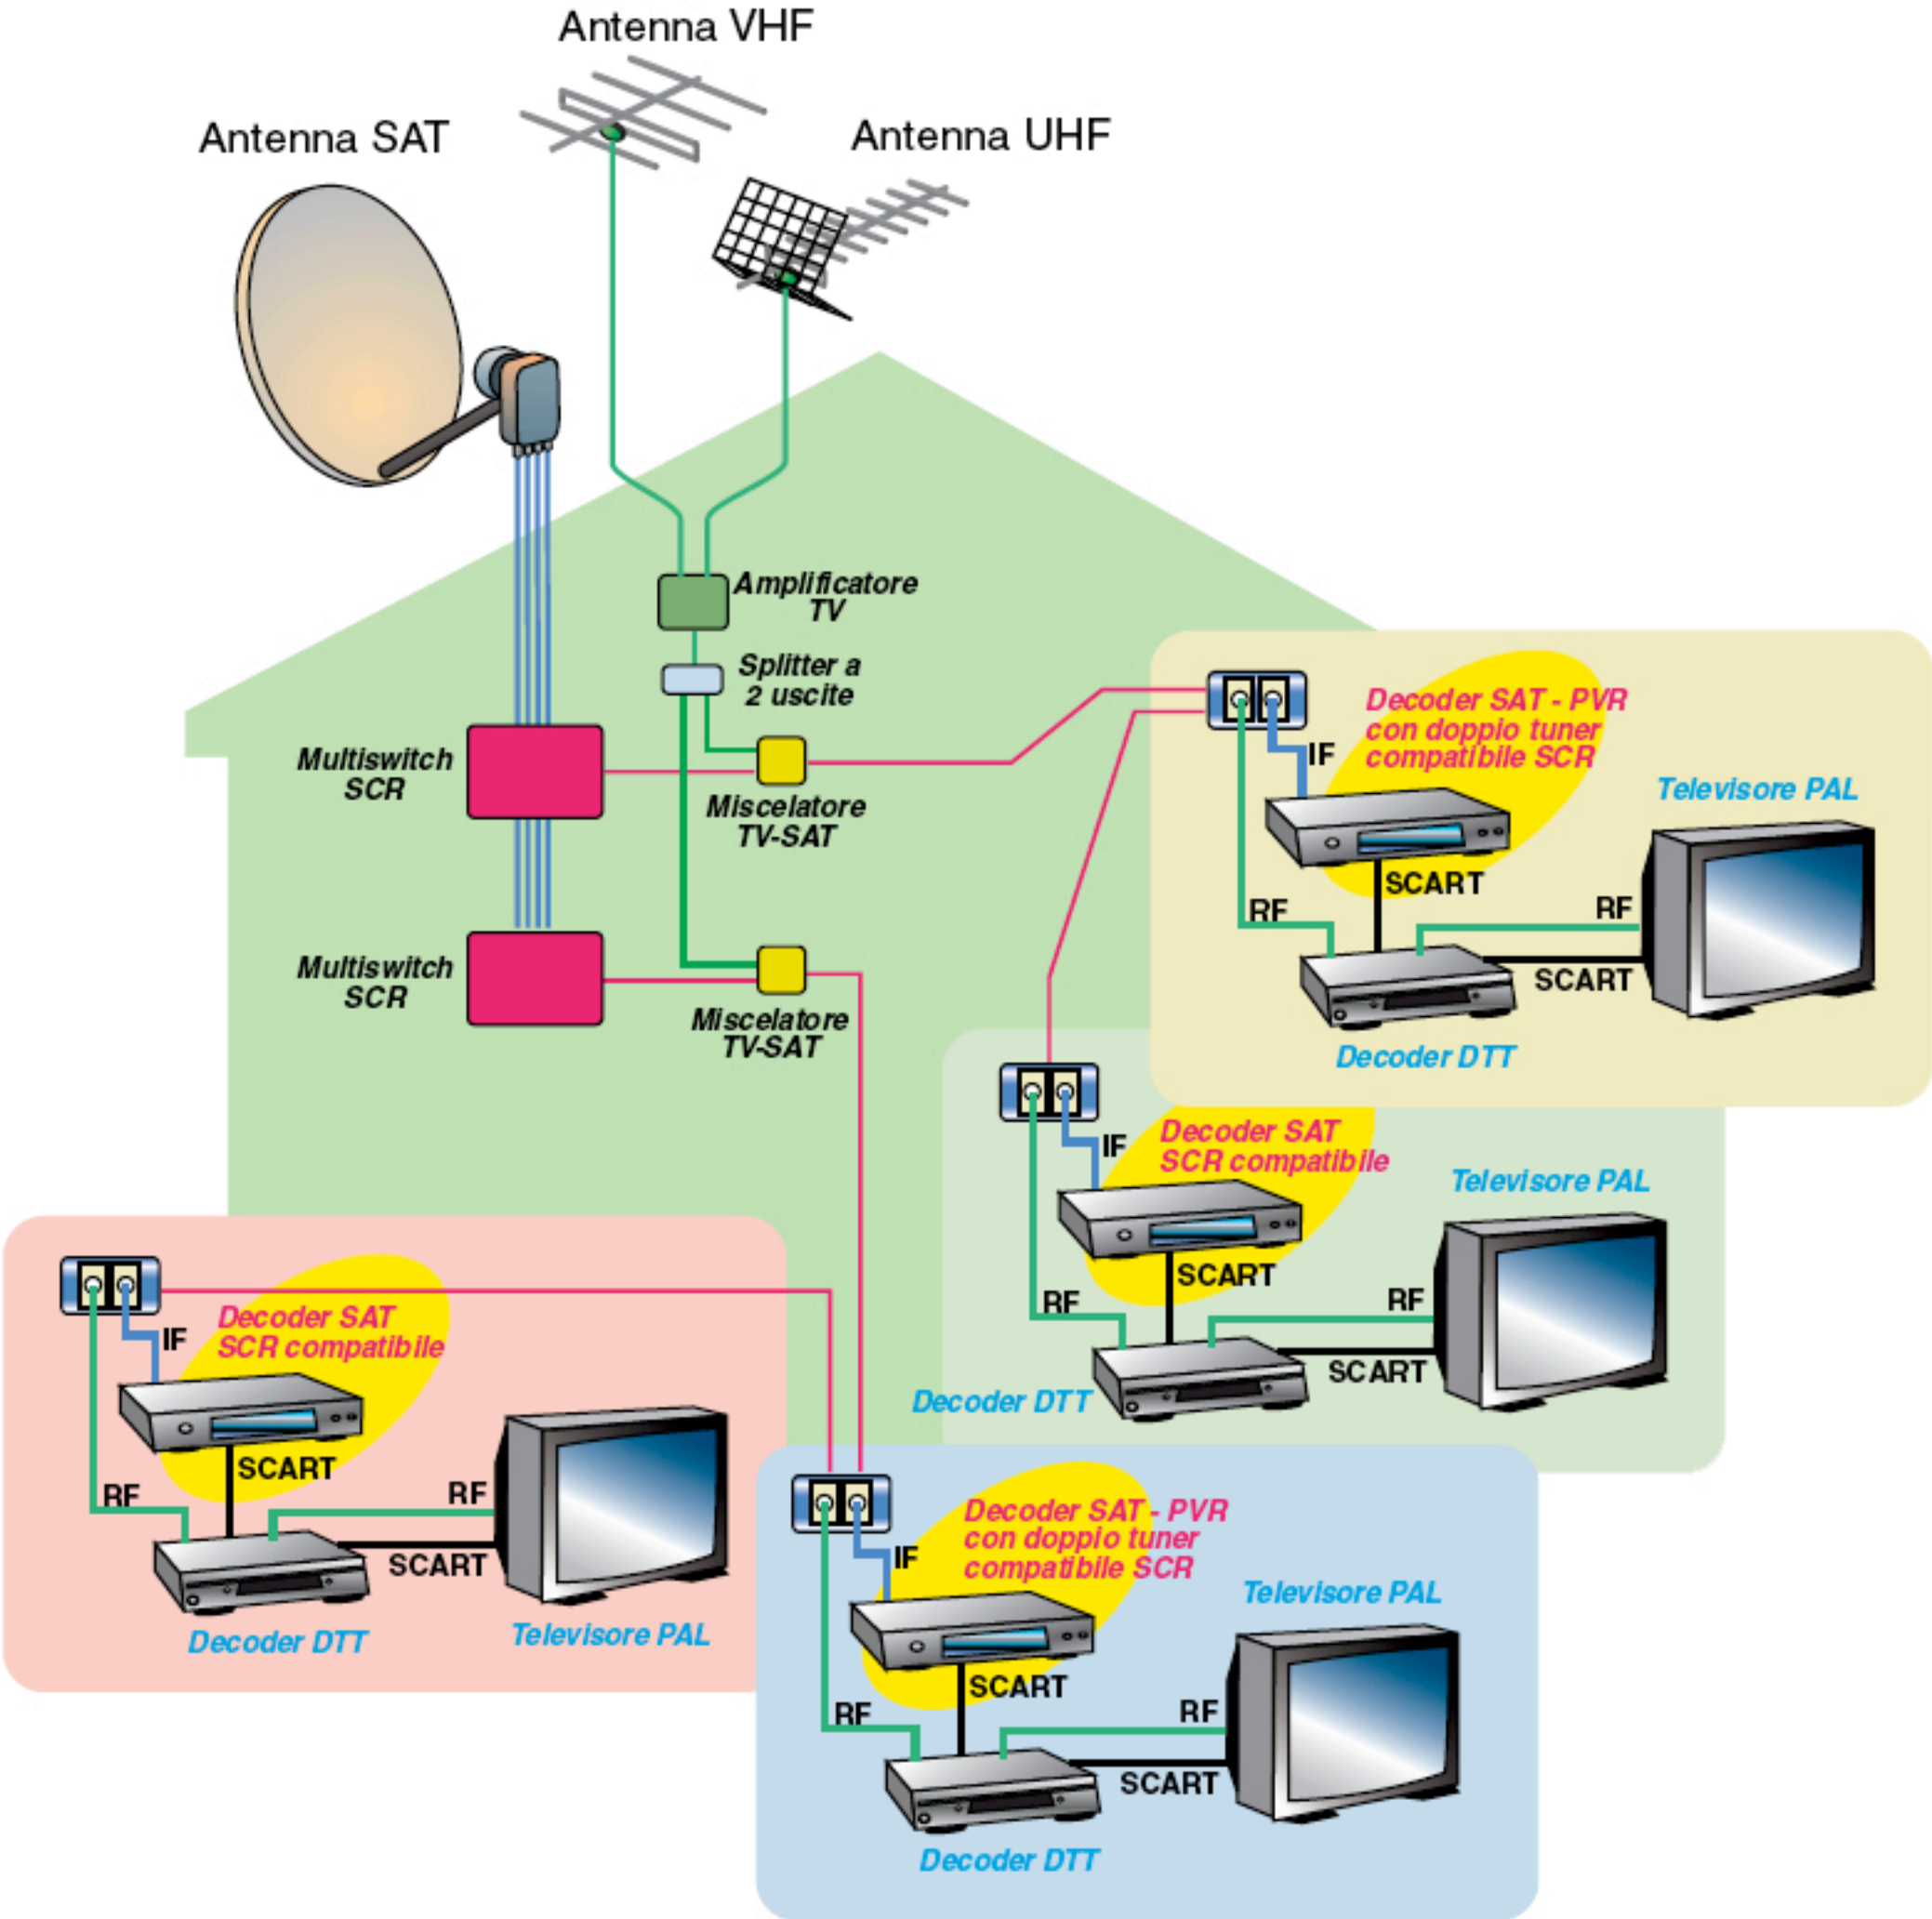 Antenna VHF
Antenna SAT
Antenna UHF
Amplificatore
TV
Splitter a
2 uscite
Multiswitch
SCR
Miscelatore
TV-SAT
Multiswitch
SCR
Miscelatore
TV-SAT
Decoder SAT - PVR
con doppio tuner
compatibile SCR
IF
Televisore PAL
SCART
RF
RF
SCART
Decoder DTT
Decoder SAT
SCR compatibile
IF
Televisore PAL
SCART
RF
RF
SCART
Decoder DTT
Decoder SAT
SCR compatibile
IF
SCART
RF
RF
SCART
Decoder DTT
Televisore PAL
Decoder SAT - PVR
con doppio tuner
compatibile SCR
IF
Televisore PAL
SCART
RF
RF
SCART
Decoder DTT